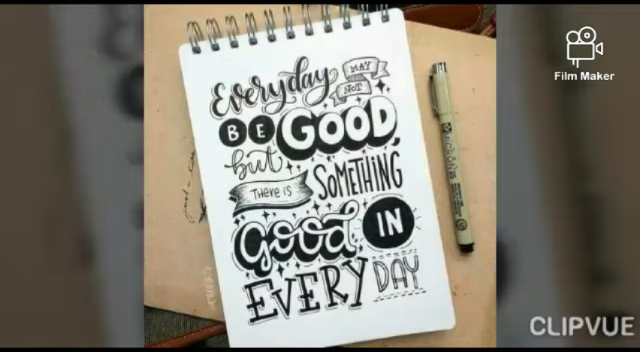 Everyday MAY
NOT
BE GOOD,
but
THERE IS SOMETHING
Good IN
EVERY DAY
Film Maker
CLIPVUE